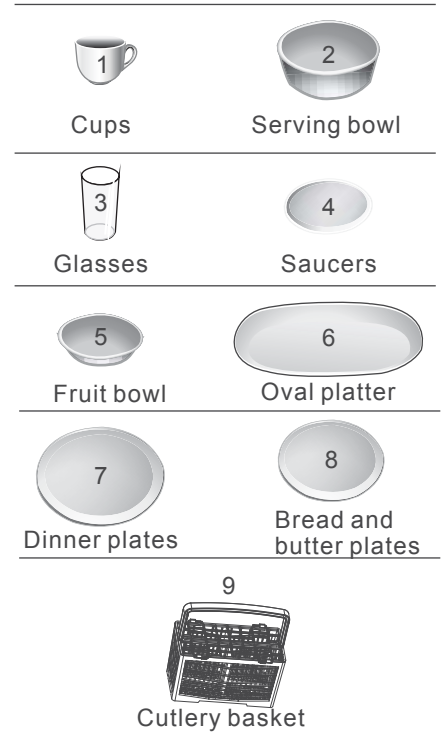 1
2
Cups
Serving bowl
3
4
Glasses
Saucers
5
6
Fruit bowl
Oval platter
7
8
Dinner plates
Bread and
butter plates
9
Cutlery basket